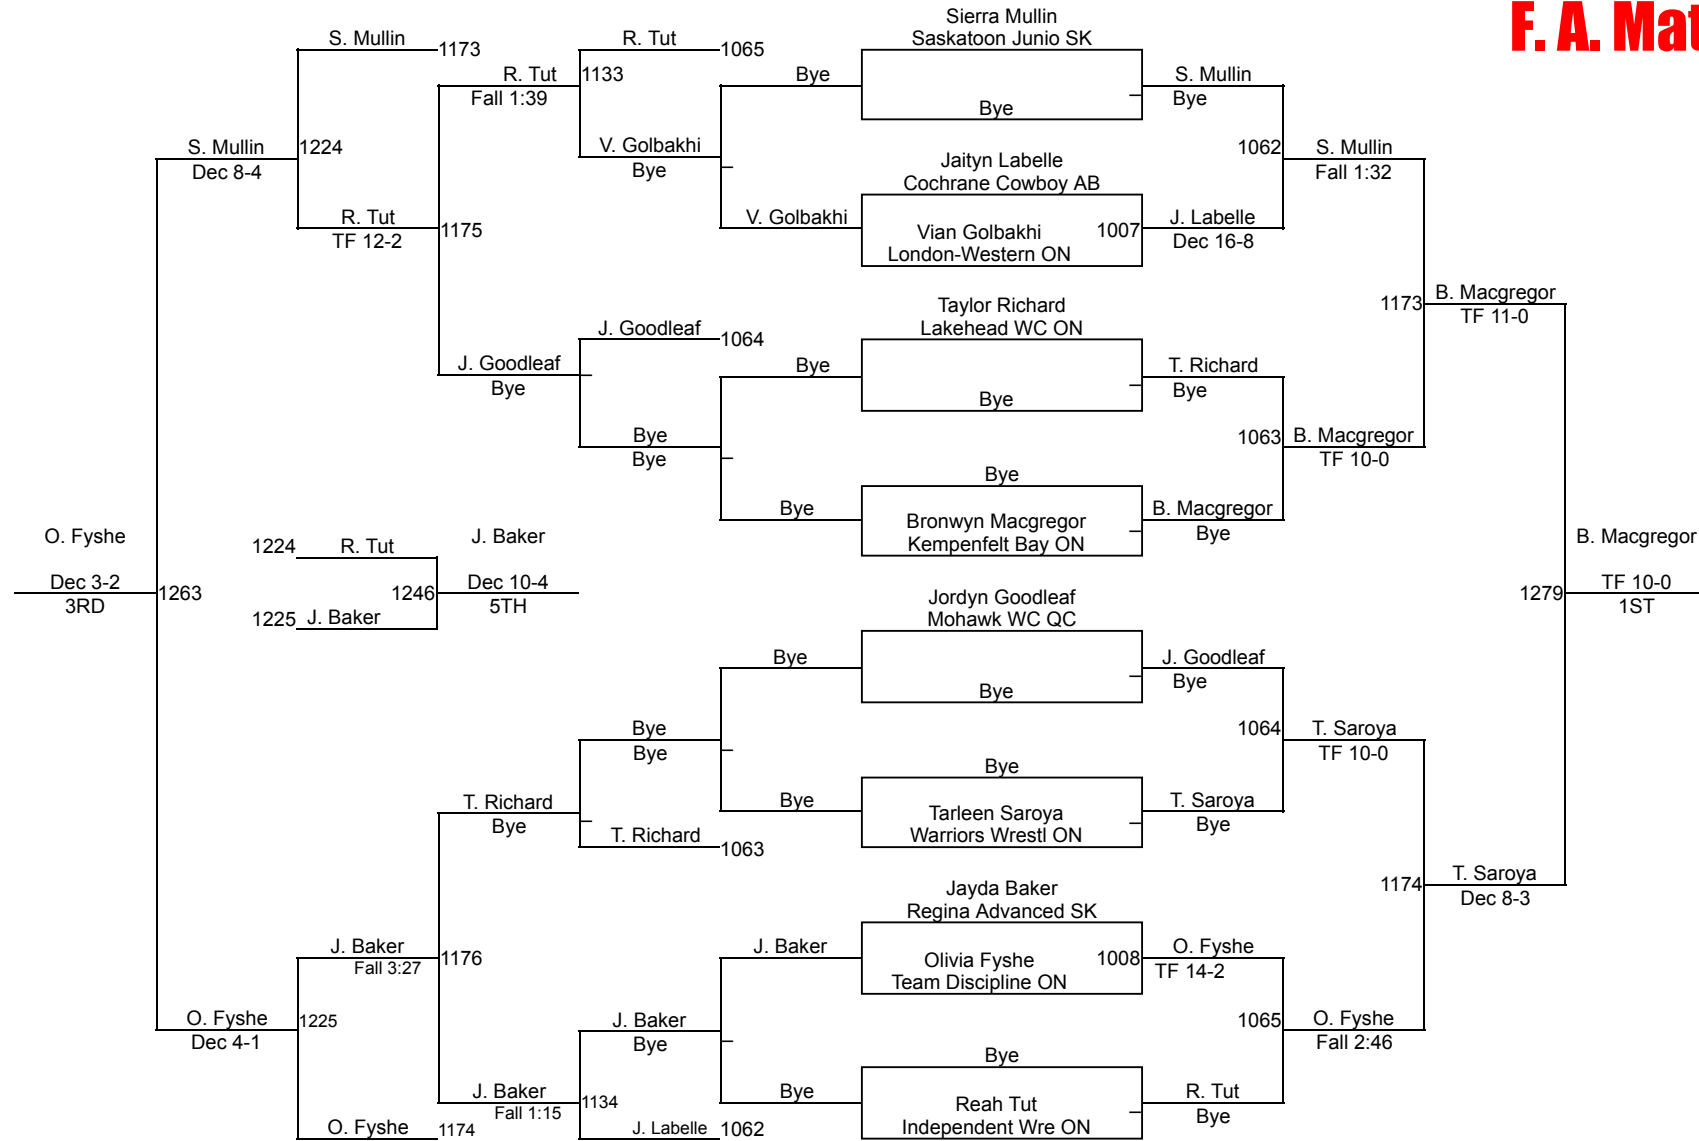 F. A. Mat
Sierra Mullin
Saskatoon Junio SK
S. Mullin
1173
R. Tut
1065
R. Tut
1133
Fall 1:39
Bye
Bye
S. Mullin
Bye
S. Mullin
1224
Dec 8-4
V. Golbakhi
Bye
1062
S. Mullin
Fall 1:32
Jaityn Labelle
Cochrane Cowboy AB
R. Tut
TF 12-2
1175
V. Golbakhi
Vian Golbakhi
London-Western ON
1007
J. Labelle
Dec 16-8
Taylor Richard
Lakehead WC ON
1173
B. Macgregor
TF 11-0
J. Goodleaf
1064
J. Goodleaf
Bye
Bye
Bye
T. Richard
Bye
Bye
Bye
1063
B. Macgregor
TF 10-0
Bye
Bye
Bronwyn Macgregor
Kempenfelt Bay ON
B. Macgregor
Bye
O. Fyshe
Dec 3-2
3RD
1263
1224
R. Tut
1225
J. Baker
1246
J. Baker
Dec 10-4
5TH
B. Macgregor
1279
TF 10-0
1ST
Jordyn Goodleaf
Mohawk WC QC
Bye
Bye
J. Goodleaf
Bye
Bye
Bye
1064
T. Saroya
TF 10-0
Bye
T. Richard
Bye
Bye
Tarleen Saroya
Warriors Wrestl ON
T. Saroya
Bye
T. Richard
1063
Jayda Baker
Regina Advanced SK
1174
T. Saroya
Dec 8-3
J. Baker
Fall 3:27
1176
J. Baker
Olivia Fyshe
Team Discipline ON
1008
O. Fyshe
TF 14-2
O. Fyshe
Dec 4-1
1225
J. Baker
Bye
1065
O. Fyshe
Fall 2:46
Bye
J. Baker
Fall 1:15
1134
Bye
Reah Tut
Independent Wre ON
R. Tut
Bye
O. Fyshe
1174
J. Labelle
1062